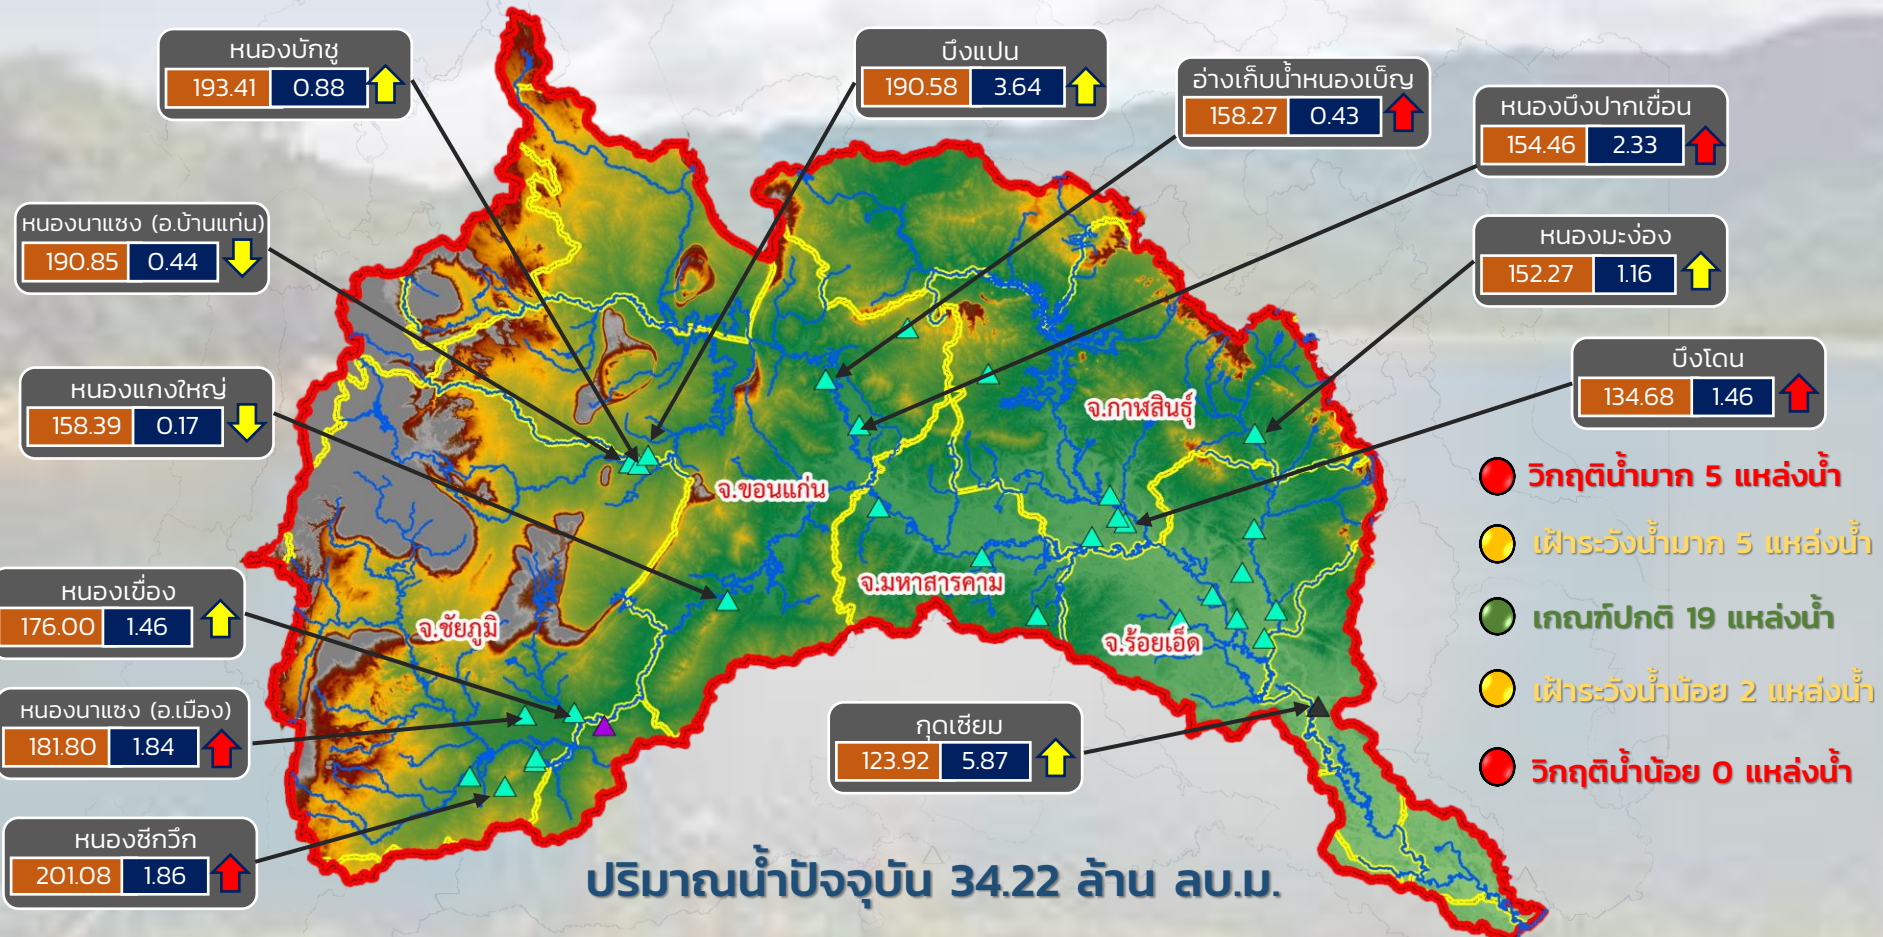 หนองบักชู
193.41 0.88
บึงแปน
190.58 3.64
อ่างเก็บน้ำหนองเบ็ญ
158.27 0.43
หนองบึงปากเขื่อน
154.46 2.33
หนองนาแซง (อ.บ้านแท่น)
190.85 0.44
หนองมะง่อง
152.27 1.16
หนองแกงใหญ่
158.39 0.17
บึงโดน
134.68 1.46
จ.กาฬสินธุ์
จ.ขอนแก่น
จ.มหาสารคาม
จ.ชัยภูมิ
จ.ร้อยเอ็ด
วิกฤติน้ำมาก 5 แหล่งน้ำ
เฝ้าระวังน้ำมาก 5 แหล่งน้ำ
เกณฑ์ปกติ 19 แหล่งน้ำ
เฝ้าระวังน้ำน้อย 2 แหล่งน้ำ
วิกฤติน้ำน้อย 0 แหล่งน้ำ
หนองเขื่อง
176.00 1.46
หนองนาแซง (อ.เมือง)
181.80 1.84
กุดเซียม
123.92 5.87
หนองซีกวึก
201.08 1.86
ปริมาณน้ำปัจจุบัน 34.22 ล้าน ลบ.ม.